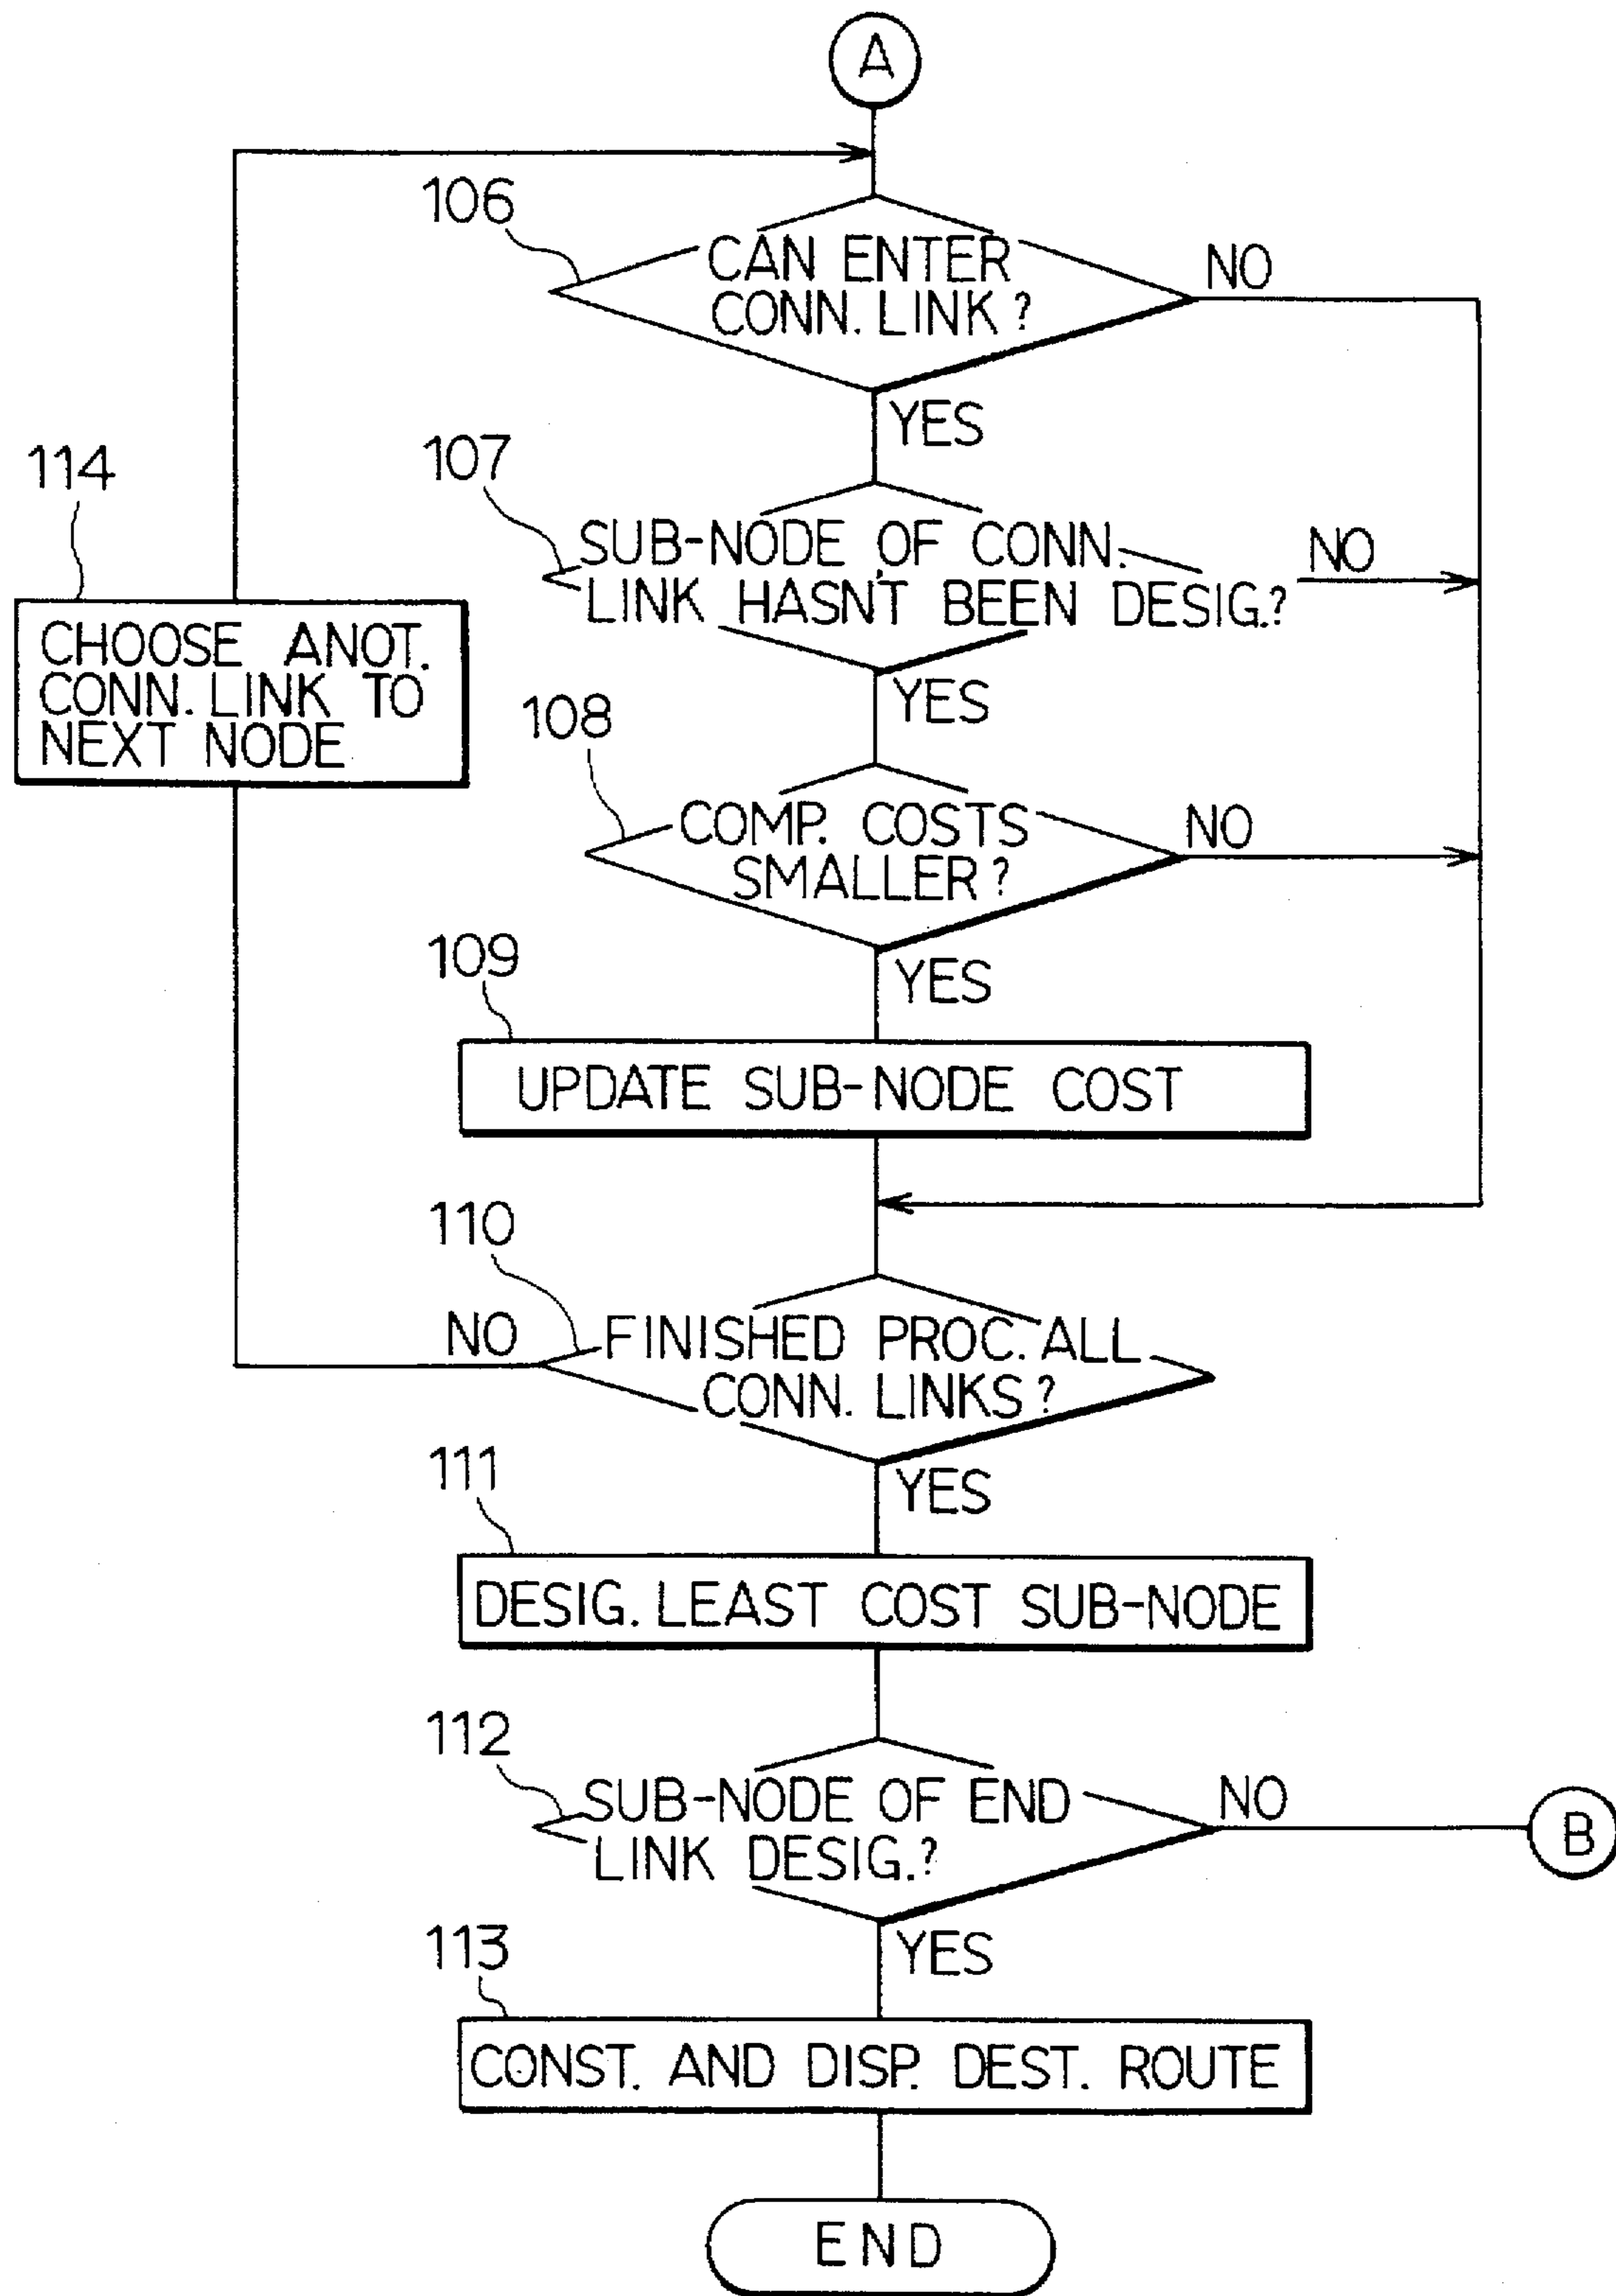 A
106
CAN ENTER
CONN. LINK?
NO
YES
107
SUB-NODE OF CONN.
LINK HASN'T BEEN DESIG.?
NO
YES
114
CHOOSE ANOT.
CONN. LINK TO
NEXT NODE
108
COMP. COSTS
SMALLER?
NO
YES
109
UPDATE SUB-NODE COST
110
NO
FINISHED PROC. ALL
CONN. LINKS?
YES
111
DESIG. LEAST COST SUB-NODE
112
SUB-NODE OF END
LINK DESIG.?
NO
B
YES
113
CONST. AND DISP. DEST. ROUTE
END